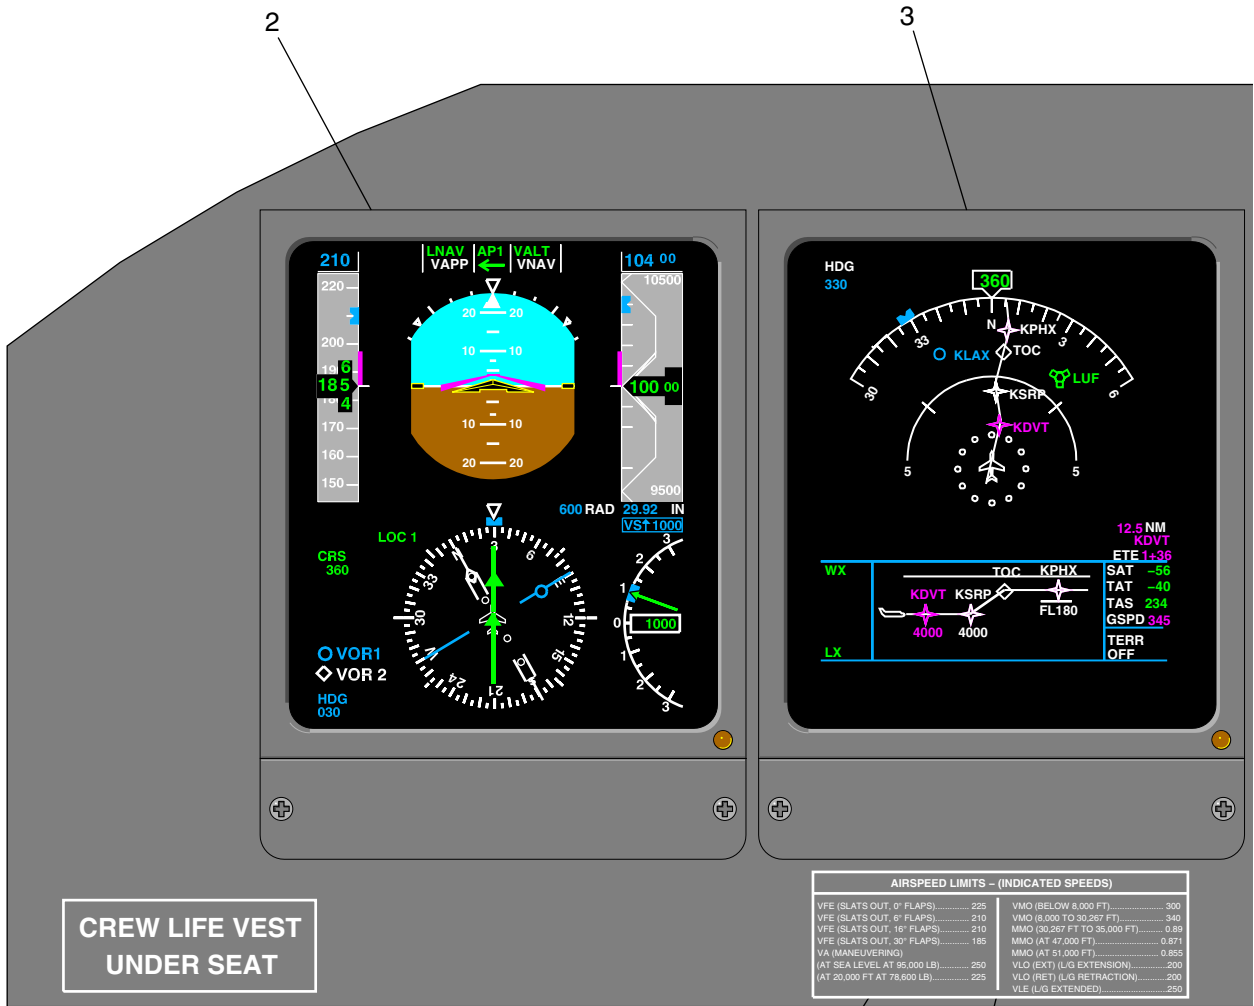 2
3
210
LNAV AP1 VALT
VAPP VNAV
104 00
220
200
190
185
6
4
180
170
160
150
20 20
10 10
10 10
20 20
10500
100 00
9500
600 RAD 29.92 IN
VS↑1000
LOC 1
CRS
360
N 3 6 E 12 15 S 21 24 W 30 33
VOR1
VOR 2
HDG
030
3
2
1
0
1
2
3
1000
HDG
330
360
30 33 N 3 6
KPHX
TOC
KLAX
LUF
KSRP
KDVT
5 5
12.5 NM
KDVT
ETE 1+36
WX
LX
TOC KPHX
KDVT KSRP
FL180
4000 4000
SAT –56
TAT –40
TAS 234
GSPD 345
TERR
OFF
CREW LIFE VEST
UNDER SEAT
AIRSPEED LIMITS – (INDICATED SPEEDS)
VFE (SLATS OUT, 0° FLAPS)............. 225
VFE (SLATS OUT, 6° FLAPS)............. 210
VFE (SLATS OUT, 16° FLAPS)........... 210
VFE (SLATS OUT, 30° FLAPS)........... 185
VA (MANEUVERING)
(AT SEA LEVEL AT 95,000 LB)............ 250
(AT 20,000 FT AT 78,600 LB)............. 225
VMO (BELOW 8,000 FT).................... 300
VMO (8,000 TO 30,267 FT)................. 340
MMO (30,267 FT TO 35,000 FT).......... 0.89
MMO (AT 47,000 FT)....................... 0.871
MMO (AT 51,000 FT)....................... 0.855
VLO (EXT) (L/G EXTENSION).............200
VLO (RET) (L/G RETRACTION)............200
VLE (L/G EXTENDED).......................250